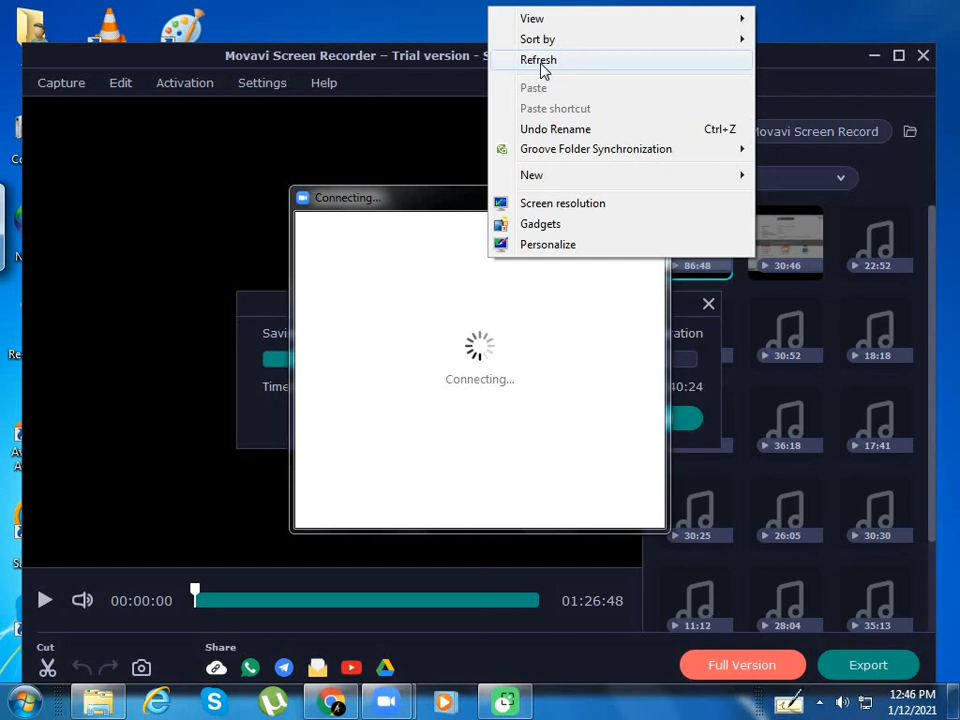 Movavi Screen Recorder – Trial version - S
Capture Edit Activation Settings Help
View
Sort by
Refresh
Paste
Paste shortcut
Undo Rename Ctrl+Z
Groove Folder Synchronization
New
Screen resolution
Gadgets
Personalize
Movavi Screen Record
Connecting...
Connecting...
Savi
ration
Time
40:24
86:48 30:46 22:52
30:52 18:18
36:18 17:41
30:25 26:05 30:30
11:12 28:04 35:13
00:00:00 01:26:48
Cut Share
Full Version Export
12:46 PM
1/12/2021